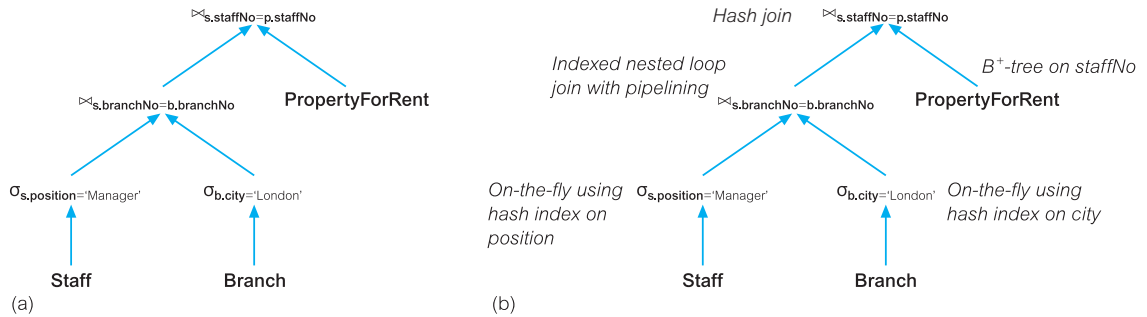 ⋈s.staffNo=p.staffNo
⋈s.branchNo=b.branchNo
PropertyForRent
σs.position=‘Manager’
σb.city=‘London’
Staff
Branch
(a)
Hash join
⋈s.staffNo=p.staffNo
Indexed nested loop
join with pipelining
B+-tree on staffNo
⋈s.branchNo=b.branchNo
PropertyForRent
On-the-fly using
hash index on
position
σs.position=‘Manager’
σb.city=‘London’
On-the-fly using
hash index on city
Staff
Branch
(b)